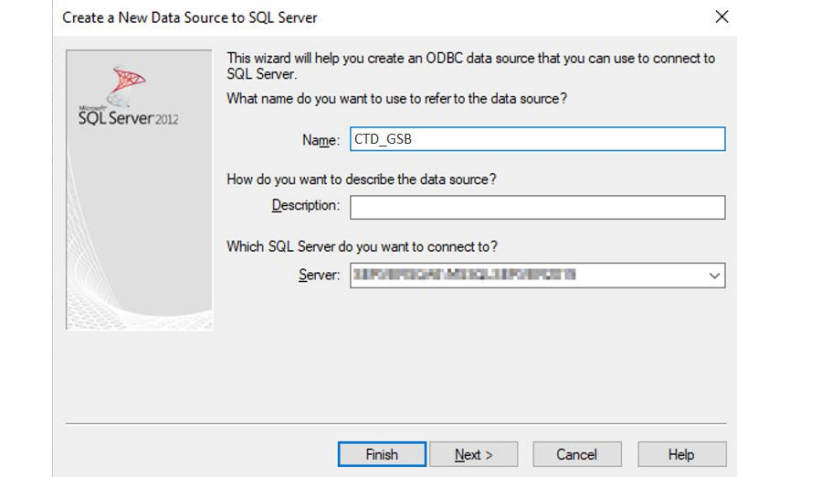 Create a New Data Source to SQL Server
This wizard will help you create an ODBC data source that you can use to connect to
SQL Server.
What name do you want to use to refer to the data source?
Microsoft
SQL Server 2012
Name: CTD_GSB
How do you want to describe the data source?
Description:
Which SQL Server do you want to connect to?
Server:
Finish
Next >
Cancel
Help